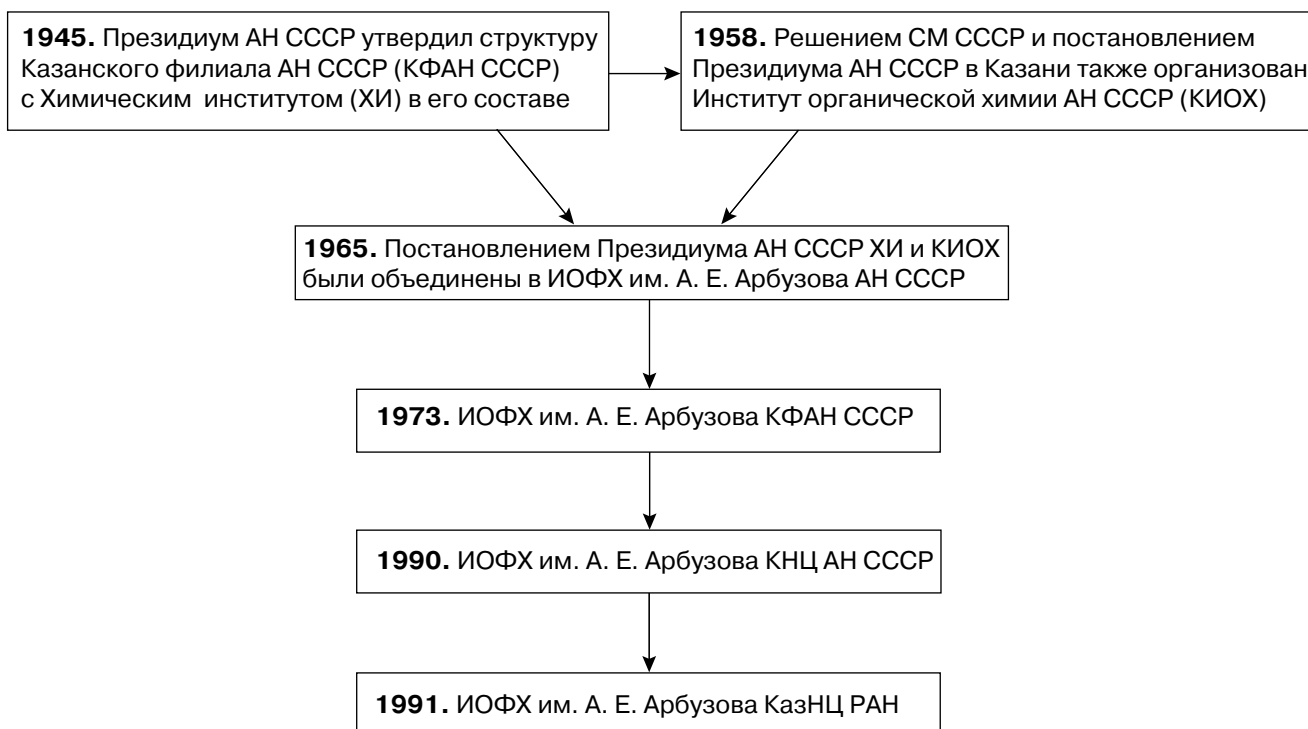 1945. Президиум АН СССР утвердил структуру
Казанского филиала АН СССР (КФАН СССР)
с Химическим институтом (ХИ) в его составе
1958. Решением СМ СССР и постановлением
Президиума АН СССР в Казани также организован
Институт органической химии АН СССР (КИОХ)
1965. Постановлением Президиума АН СССР ХИ и КИОХ
были объединены в ИОФХ им. А. Е. Арбузова АН СССР
1973. ИОФХ им. А. Е. Арбузова КФАН СССР
1990. ИОФХ им. А. Е. Арбузова КНЦ АН СССР
1991. ИОФХ им. А. Е. Арбузова КазНЦ РАН